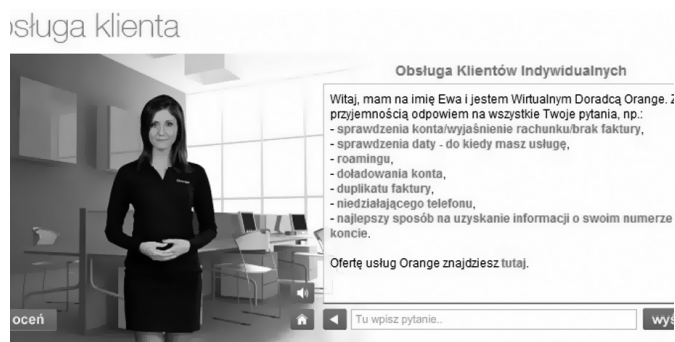 sługa klienta
Obsługa Klientów Indywidualnych
Witaj, mam na imię Ewa i jestem Wirtualnym Doradcą Orange. Z
przyjemnością odpowiem na wszystkie Twoje pytania, np.:
- sprawdzenia konta/wyjaśnienie rachunku/brak faktury,
- sprawdzenia daty - do kiedy masz usługę,
- roamingu,
- doładowania konta,
- duplikatu faktury,
- niedziałającego telefonu,
- najlepszy sposób na uzyskanie informacji o swoim numerze
koncie.
Ofertę usług Orange znajdziesz tutaj.
oceń
Tu wpisz pytanie..
wyś